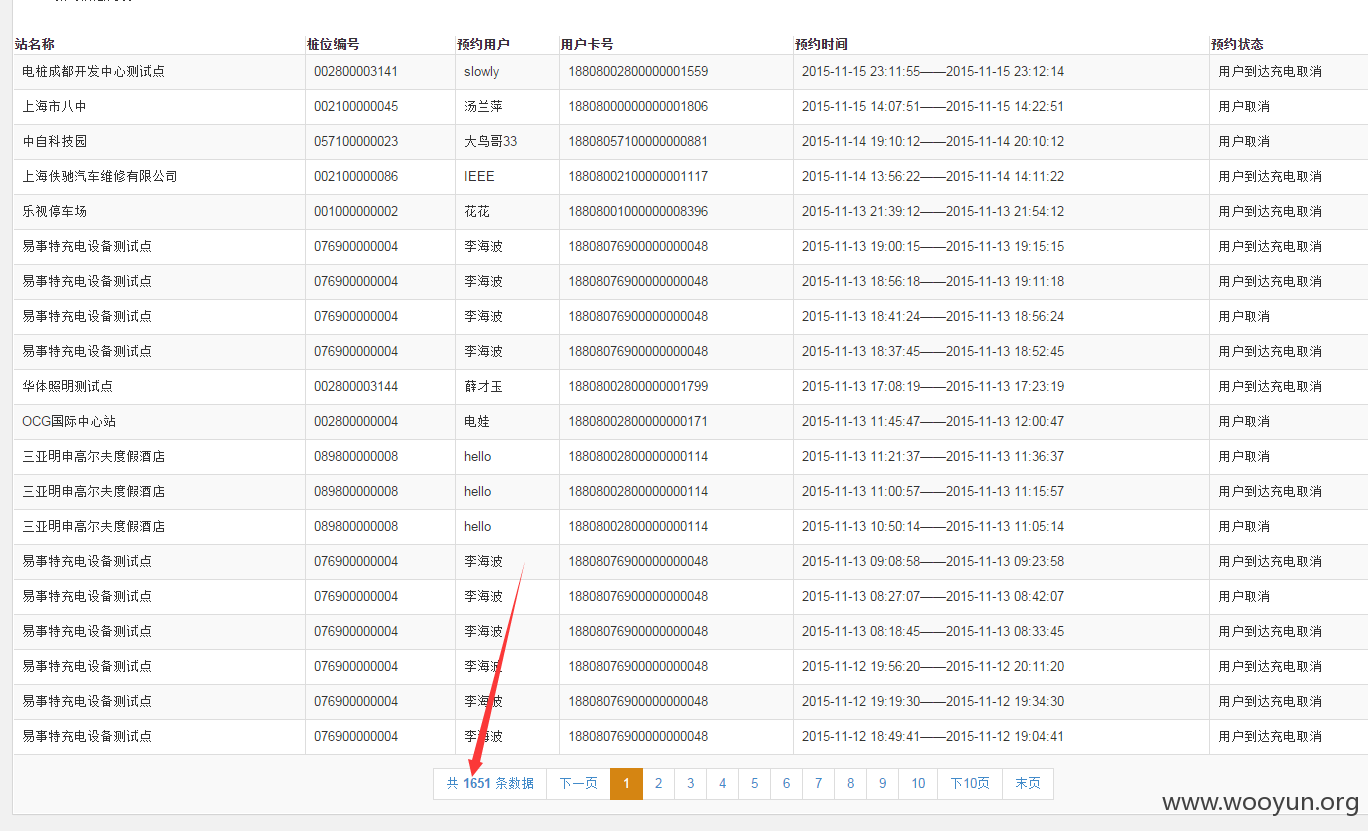 站名称 桩位编号 预约用户 用户卡号 预约时间 预约状态
电桩成都开发中心测试点 002800003141 slowly 18808002800000001559 2015-11-15 23:11:55——2015-11-15 23:12:14 用户到达充电取消
上海市八中 002100000045 汤兰萍 18808000000000001806 2015-11-15 14:07:51——2015-11-15 14:22:51 用户取消
中自科技园 057100000023 大鸟哥33 18808057100000000881 2015-11-14 19:10:12——2015-11-14 20:10:12 用户取消
上海佚驰汽车维修有限公司 002100000086 IEEE 18808002100000001117 2015-11-14 13:56:22——2015-11-14 14:11:22 用户到达充电取消
乐视停车场 001000000002 花花 18808001000000008396 2015-11-13 21:39:12——2015-11-13 21:54:12 用户到达充电取消
易事特充电设备测试点 076900000004 李海波 18808076900000000048 2015-11-13 19:00:15——2015-11-13 19:15:15 用户到达充电取消
易事特充电设备测试点 076900000004 李海波 18808076900000000048 2015-11-13 18:56:18——2015-11-13 19:11:18 用户到达充电取消
易事特充电设备测试点 076900000004 李海波 18808076900000000048 2015-11-13 18:41:24——2015-11-13 18:56:24 用户取消
易事特充电设备测试点 076900000004 李海波 18808076900000000048 2015-11-13 18:37:45——2015-11-13 18:52:45 用户到达充电取消
华体照明测试点 002800003144 薛才玉 18808002800000001799 2015-11-13 17:08:19——2015-11-13 17:23:19 用户到达充电取消
OCG国际中心站 002800000004 电娃 18808002800000000171 2015-11-13 11:45:47——2015-11-13 12:00:47 用户取消
三亚明申高尔夫度假酒店 089800000008 hello 18808002800000000114 2015-11-13 11:21:37——2015-11-13 11:36:37 用户取消
三亚明申高尔夫度假酒店 089800000008 hello 18808002800000000114 2015-11-13 11:00:57——2015-11-13 11:15:57 用户到达充电取消
三亚明申高尔夫度假酒店 089800000008 hello 18808002800000000114 2015-11-13 10:50:14——2015-11-13 11:05:14 用户取消
易事特充电设备测试点 076900000004 李海波 18808076900000000048 2015-11-13 09:08:58——2015-11-13 09:23:58 用户到达充电取消
易事特充电设备测试点 076900000004 李海波 18808076900000000048 2015-11-13 08:27:07——2015-11-13 08:42:07 用户取消
易事特充电设备测试点 076900000004 李海波 18808076900000000048 2015-11-13 08:18:45——2015-11-13 08:33:45 用户到达充电取消
易事特充电设备测试点 076900000004 李海波 18808076900000000048 2015-11-12 19:56:20——2015-11-12 20:11:20 用户到达充电取消
易事特充电设备测试点 076900000004 李海波 18808076900000000048 2015-11-12 19:19:30——2015-11-12 19:34:30 用户到达充电取消
易事特充电设备测试点 076900000004 李海波 18808076900000000048 2015-11-12 18:49:41——2015-11-12 19:04:41 用户到达充电取消
共 1651 条数据 下一页 1 2 3 4 5 6 7 8 9 10 下10页 末页
www.wooyun.org